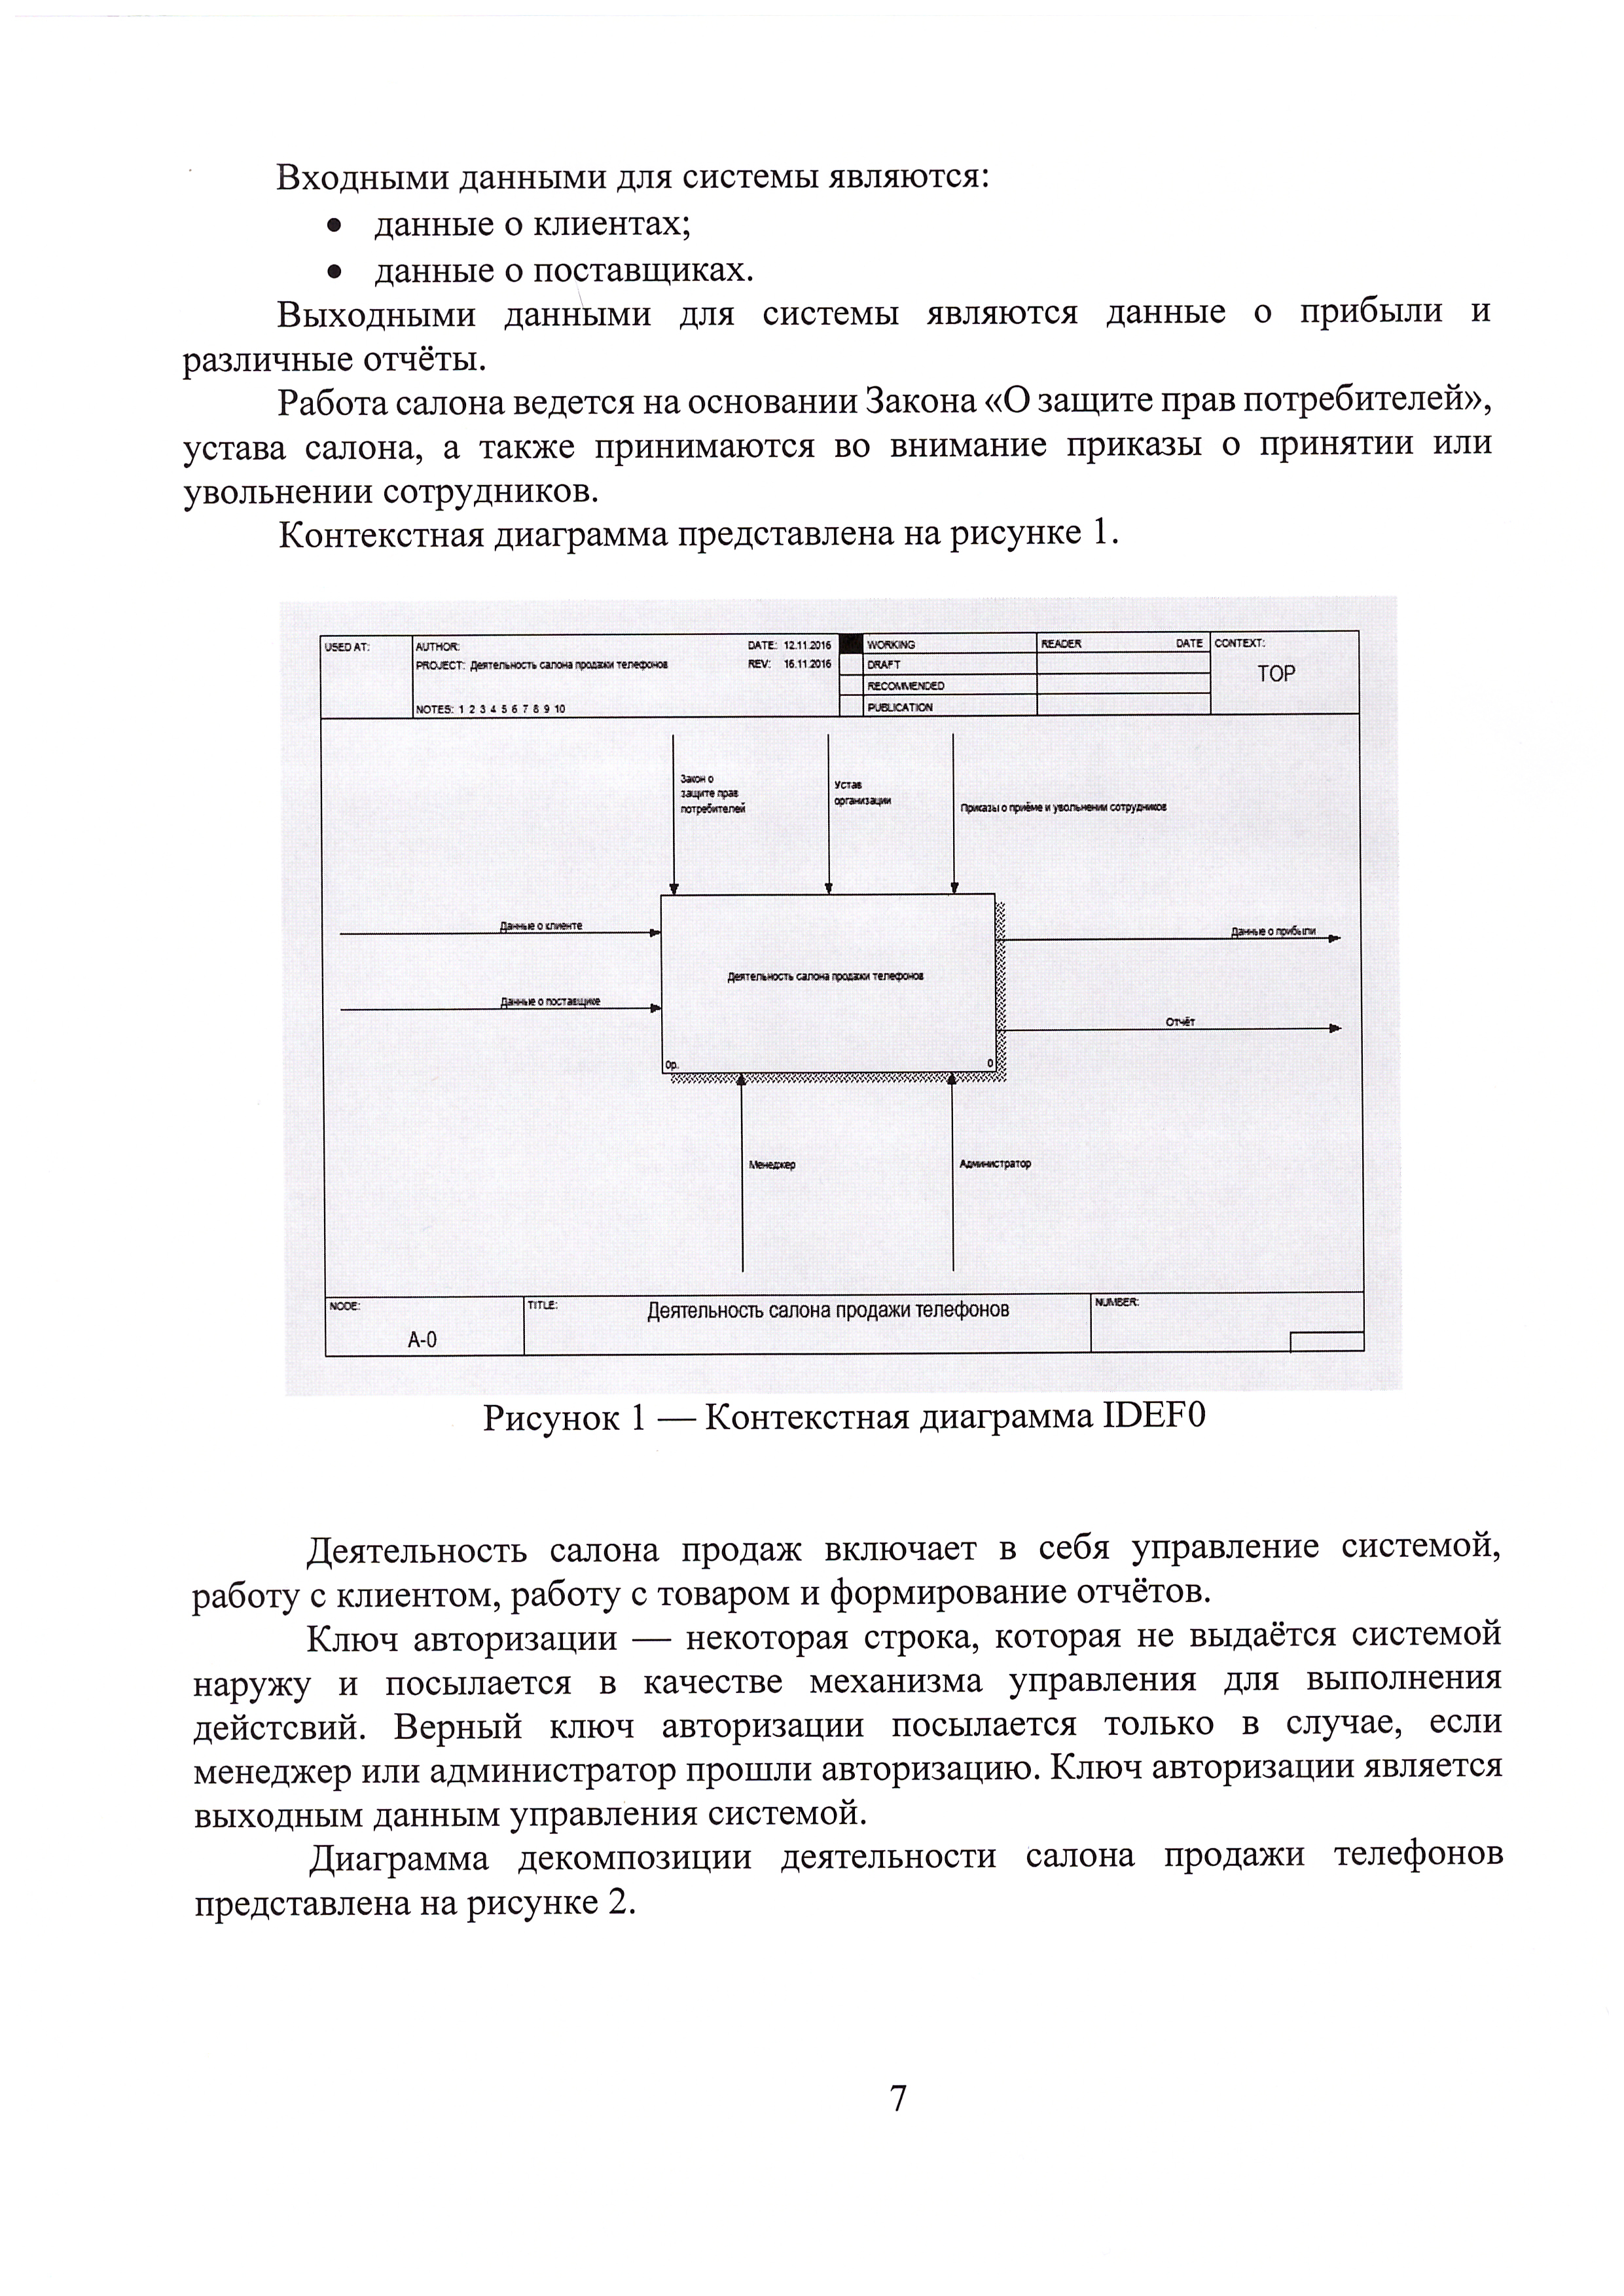 Входными данными для системы являются:
• данные о клиентах;
• данные о поставщиках.
Выходными данными для системы являются данные о прибыли и
различные отчёты.
Работа салона ведется на основании Закона «О защите прав потребителей»,
устава салона, а также принимаются во внимание приказы о принятии или
увольнении сотрудников.
Контекстная диаграмма представлена на рисунке 1.
USED AT:
AUTHOR:
DATE: 12.11.2016
PROJECT: Деятельность салона продажи телефонов
REV: 16.11.2016
NOTES: 1 2 3 4 5 6 7 8 9 10
WORKING
DRAFT
RECOMMENDED
PUBLICATION
READER DATE
CONTEXT:
TOP
Закон о
защите прав
потребителей
Устав
организации
Приказы о приёме и увольнении сотрудников
Данные о клиенте
Данные о прибыли
Деятельность салона продажи телефонов
Данные о поставщике
Отчёт
0р.
0
Менеджер
Администратор
NODE:
A-0
TITLE:
Деятельность салона продажи телефонов
NUMBER:
Рисунок 1 — Контекстная диаграмма IDEF0
Деятельность салона продаж включает в себя управление системой,
работу с клиентом, работу с товаром и формирование отчётов.
Ключ авторизации — некоторая строка, которая не выдаётся системой
наружу и посылается в качестве механизма управления для выполнения
дейстсвий. Верный ключ авторизации посылается только в случае, если
менеджер или администратор прошли авторизацию. Ключ авторизации является
выходным данным управления системой.
Диаграмма декомпозиции деятельности салона продажи телефонов
представлена на рисунке 2.
7